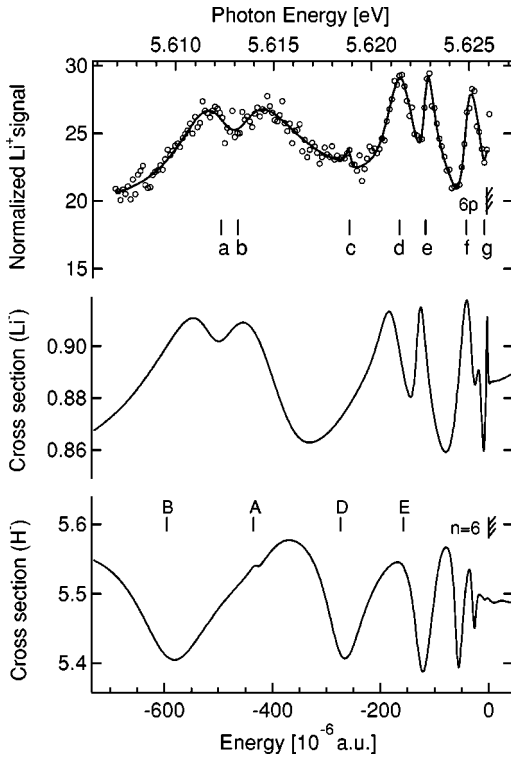 Photon Energy [eV]
5.610 5.615 5.620 5.625
Normalized Li⁺ signal
30
25
20
15
6p
a b c d e f g
Cross section (Li⁻)
0.90
0.88
0.86
B A D E
n=6
Cross section (H⁻)
5.6
5.5
5.4
-600 -400 -200 0
Energy [10⁻⁶ a.u.]